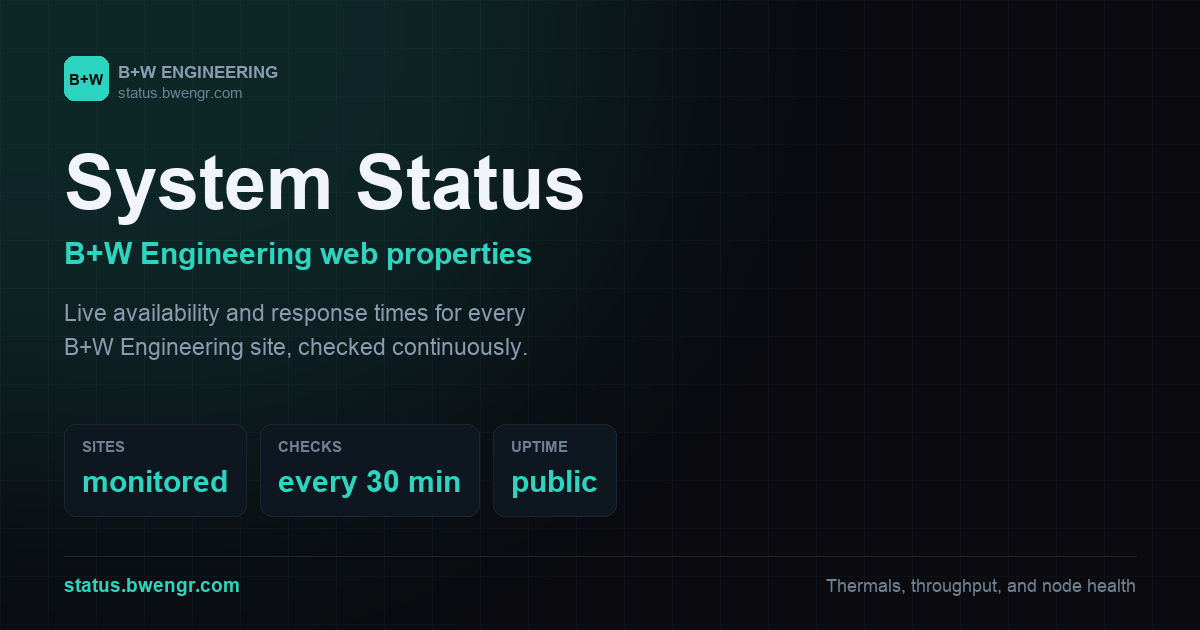 B+W
B+W ENGINEERING
status.bwengr.com
System Status
B+W Engineering web properties
Live availability and response times for every
B+W Engineering site, checked continuously.
SITES
monitored
CHECKS
every 30 min
UPTIME
public
status.bwengr.com
Thermals, throughput, and node health